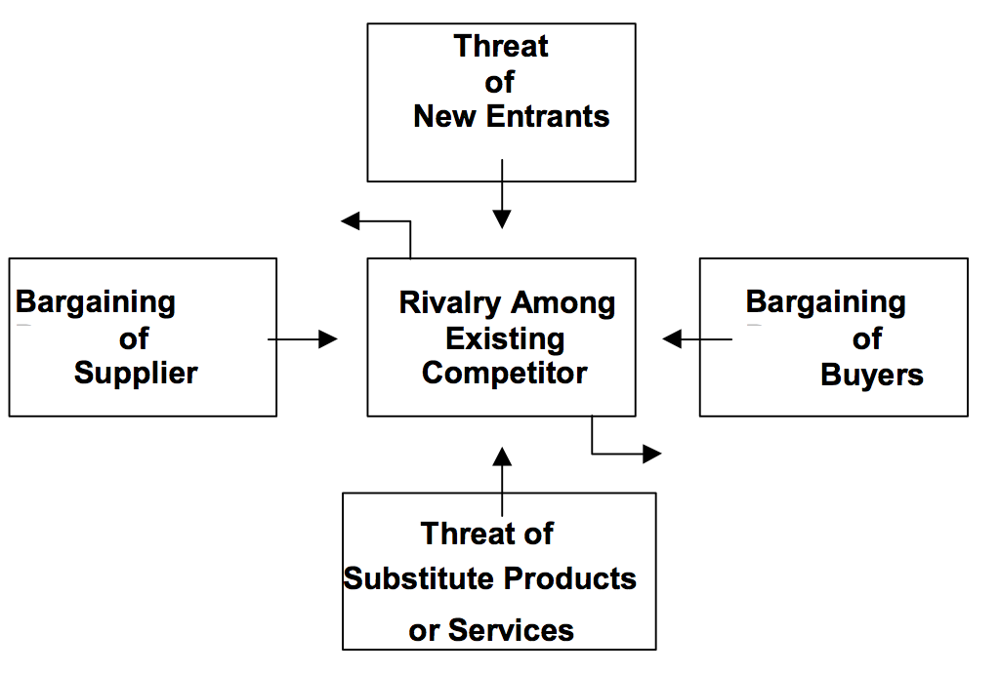 Threat
of
New Entrants
Bargaining
of
Supplier
Rivalry Among
Existing
Competitor
Bargaining
of
Buyers
Threat of
Substitute Products
or Services